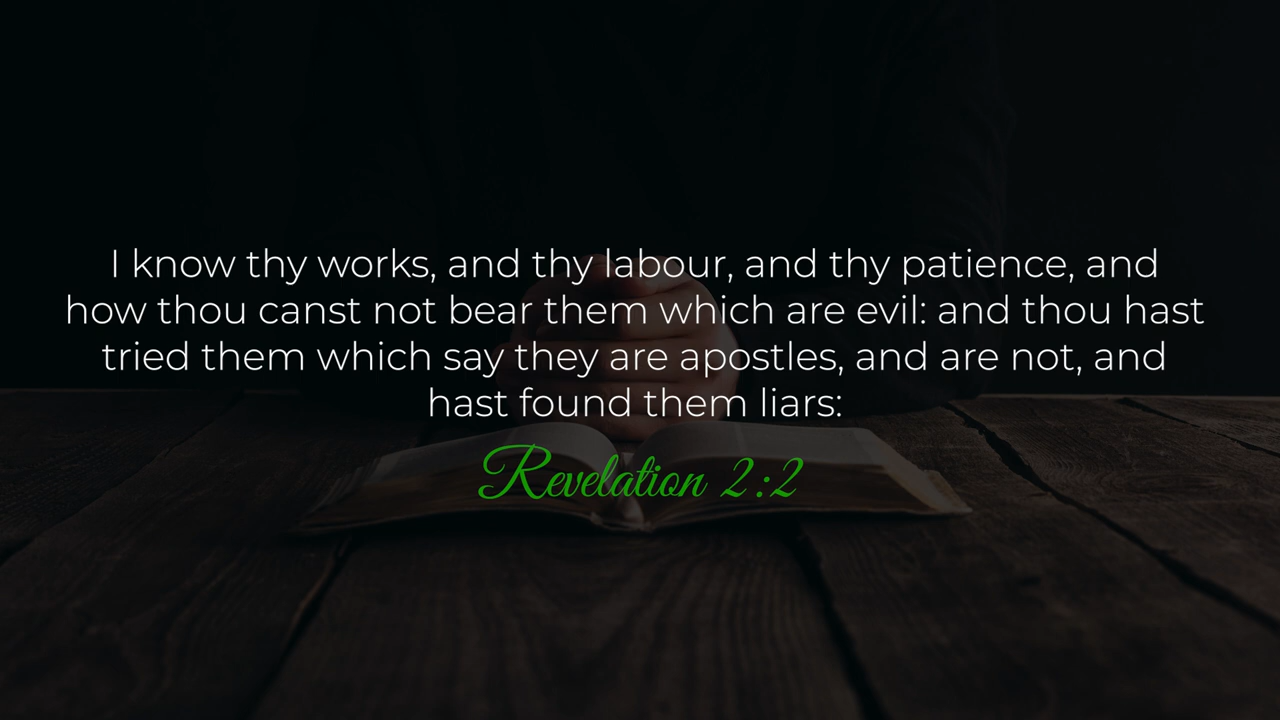 I know thy works, and thy labour, and thy patience, and
how thou canst not bear them which are evil: and thou hast
tried them which say they are apostles, and are not, and
hast found them liars:
Revelation 2:2